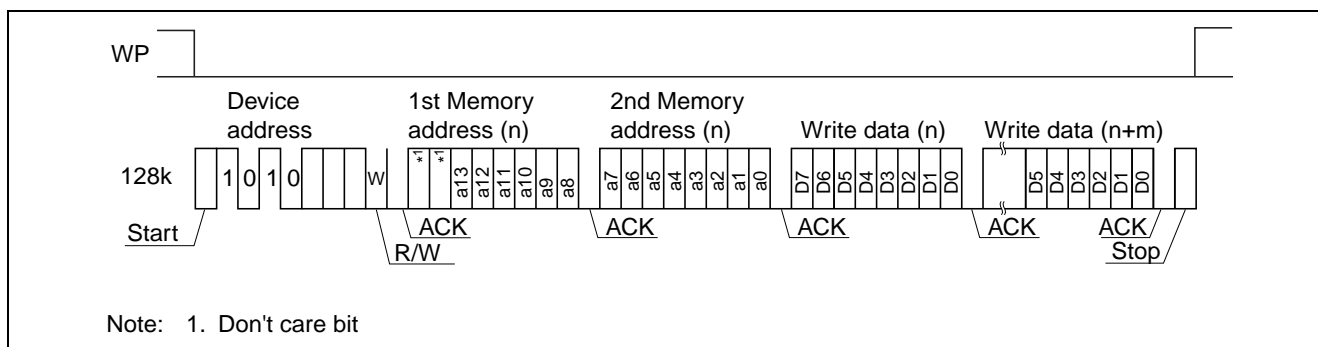 WP
Device 1st Memory 2nd Memory
address address (n) address (n) Write data (n) Write data (n+m)
128k 1 0 1 0 W *1 *1 a13 a12 a11 a10 a9 a8 a7 a6 a5 a4 a3 a2 a1 a0 D7 D6 D5 D4 D3 D2 D1 D0 D5 D4 D3 D2 D1 D0
Start ACK ACK ACK ACK ACK Stop
R/W
Note: 1. Don't care bit